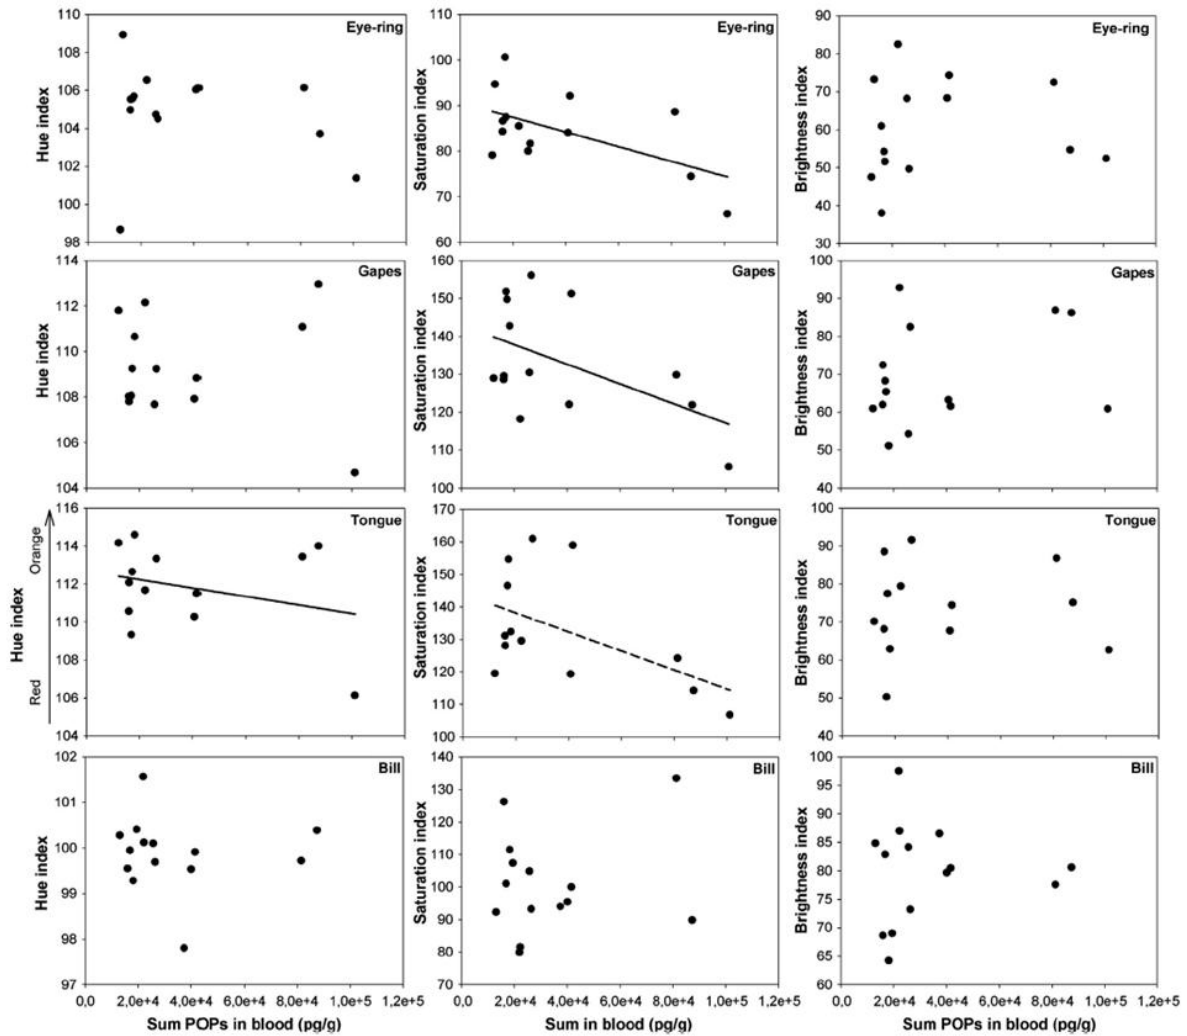 110
108
106
104
102
100
98
Hue index
Eye-ring
110
100
90
80
70
60
Saturation index
Eye-ring
90
80
70
60
50
40
30
Brightness index
Eye-ring
114
112
110
108
106
104
Hue index
Gapes
160
150
140
130
120
110
100
Saturation index
Gapes
100
90
80
70
60
50
40
Brightness index
Gapes
Orange
Red
116
114
112
110
108
106
104
Hue index
Tongue
170
160
150
140
130
120
110
100
Saturation index
Tongue
100
90
80
70
60
50
40
Brightness index
Tongue
102
101
100
99
98
97
Hue index
Bill
0,0 2,0e+4 4,0e+4 6,0e+4 8,0e+4 1,0e+5 1,2e+5
Sum POPs in blood (pg/g)
140
130
120
110
100
90
80
70
Saturation index
Bill
0,0 2,0e+4 4,0e+4 6,0e+4 8,0e+4 1,0e+5 1,2e+5
Sum in blood (pg/g)
100
95
90
85
80
75
70
65
60
Brightness index
Bill
0,0 2,0e+4 4,0e+4 6,0e+4 8,0e+4 1,0e+5 1,2e+5
Sum POPs in blood (pg/g)